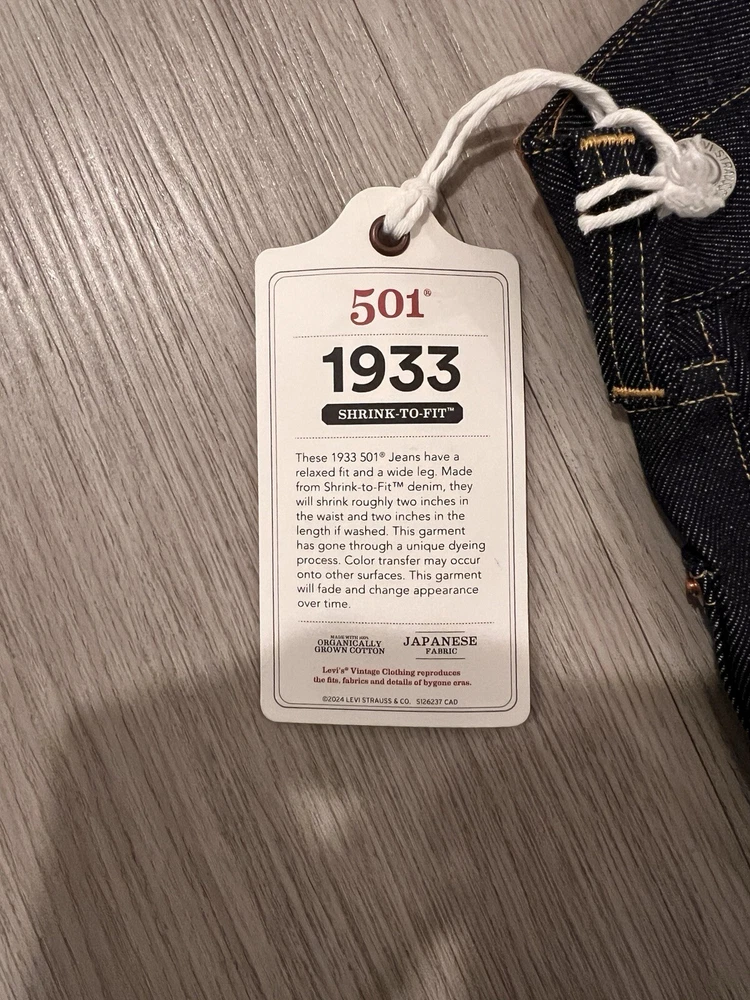 501®
1933
SHRINK-TO-FIT™
These 1933 501® Jeans have a
relaxed fit and a wide leg. Made
from Shrink-to-Fit™ denim, they
will shrink roughly two inches in
the waist and two inches in the
length if washed. This garment
has gone through a unique dyeing
process. Color transfer may occur
onto other surfaces. This garment
will fade and change appearance
over time.
MADE WITH 100%
ORGANICALLY
GROWN COTTON
JAPANESE
FABRIC
Levi's® Vintage Clothing reproduces
the fits, fabrics and details of bygone eras.
©2024 LEVI STRAUSS & CO. S126237 CAD